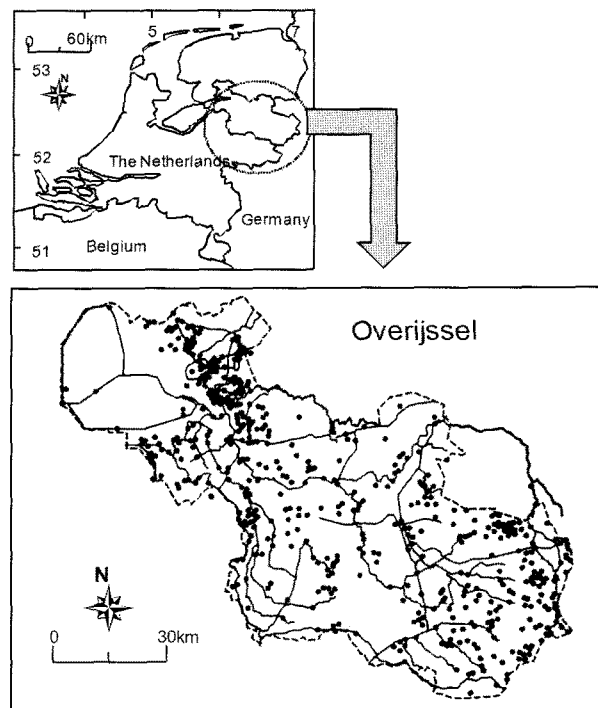 5
7
0 60km
53
N
52
The Netherlands
Germany
51
Belgium
Overijssel
N
0 30km